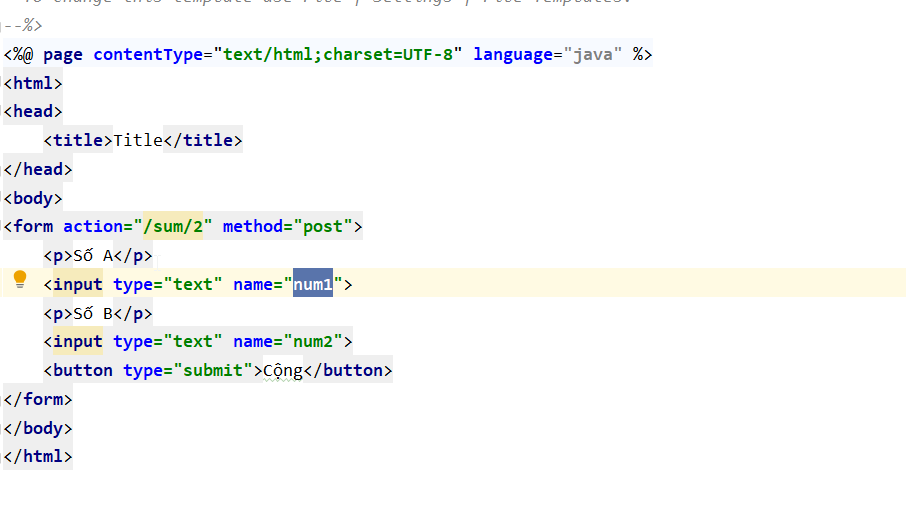 To change this template use File | Settings | File Templates.
--%>
<%@ page contentType="text/html;charset=UTF-8" language="java" %>
<html>
<head>
    <title>Title</title>
</head>
<body>
<form action="/sum/2" method="post">
    <p>Số A</p>
    <input type="text" name="num1">
    <p>Số B</p>
    <input type="text" name="num2">
    <button type="submit">Cộng</button>
</form>
</body>
</html>